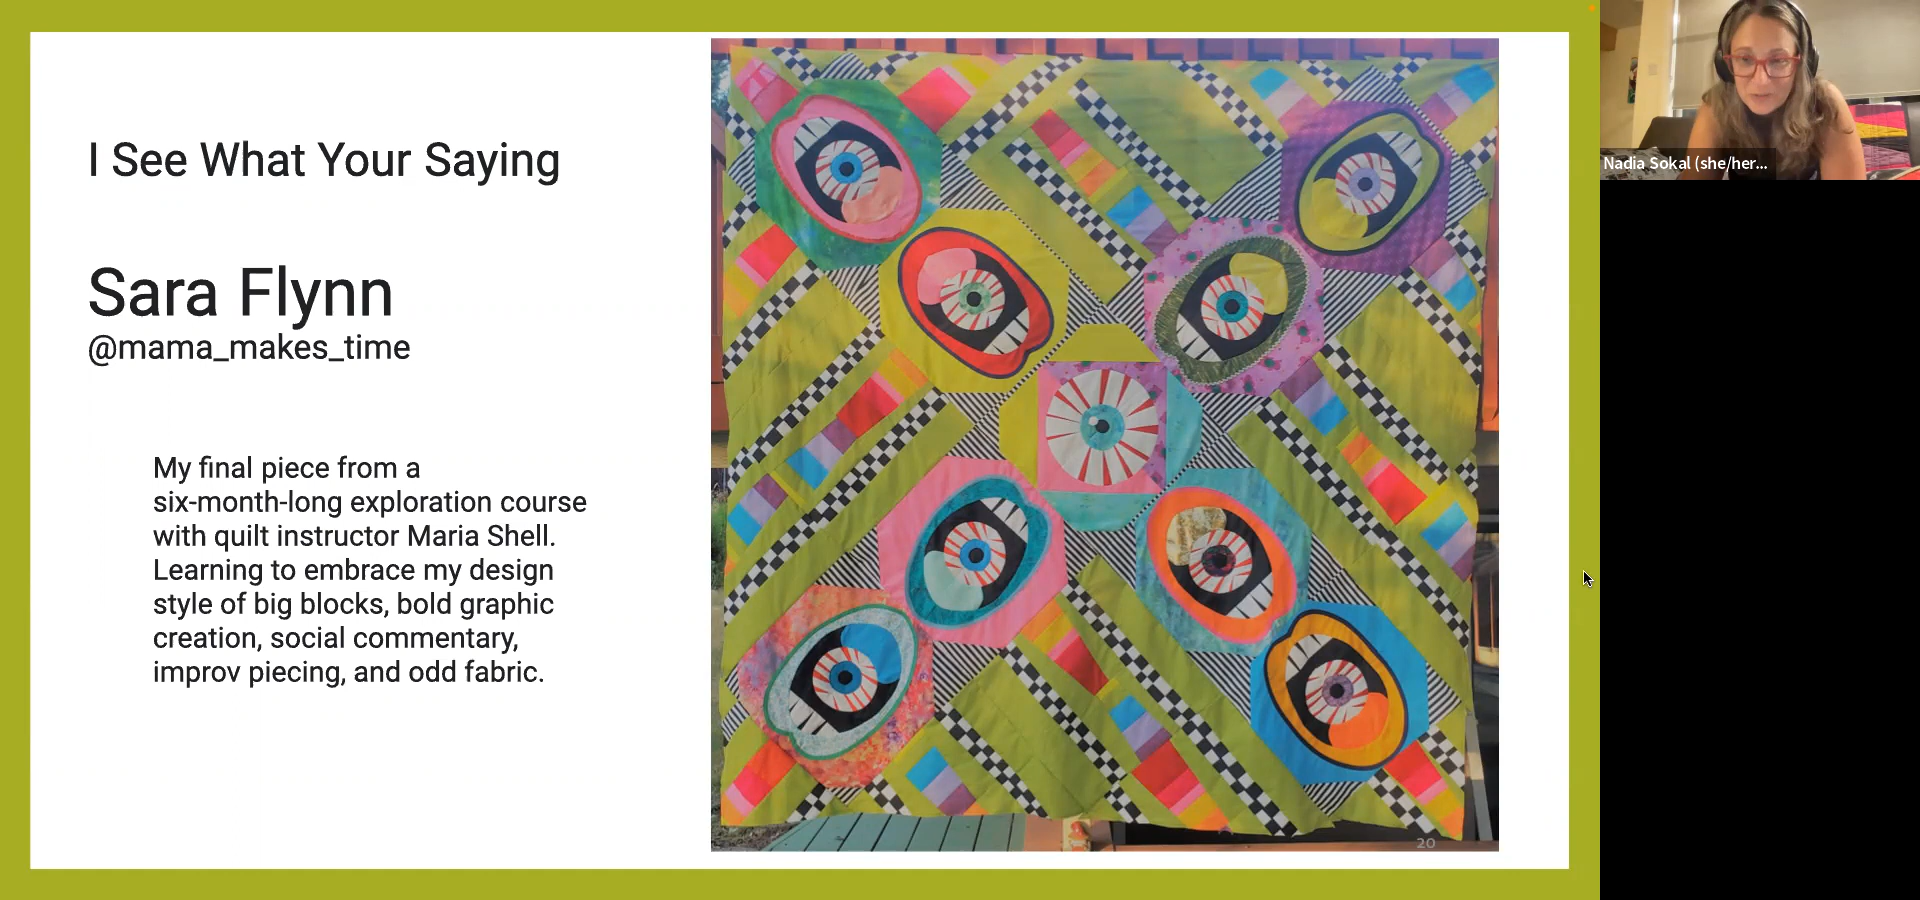 I See What Your Saying
Sara Flynn
@mama_makes_time
My final piece from a
six-month-long exploration course
with quilt instructor Maria Shell.
Learning to embrace my design
style of big blocks, bold graphic
creation, social commentary,
improv piecing, and odd fabric.
20
Nadia Sokal (she/her...